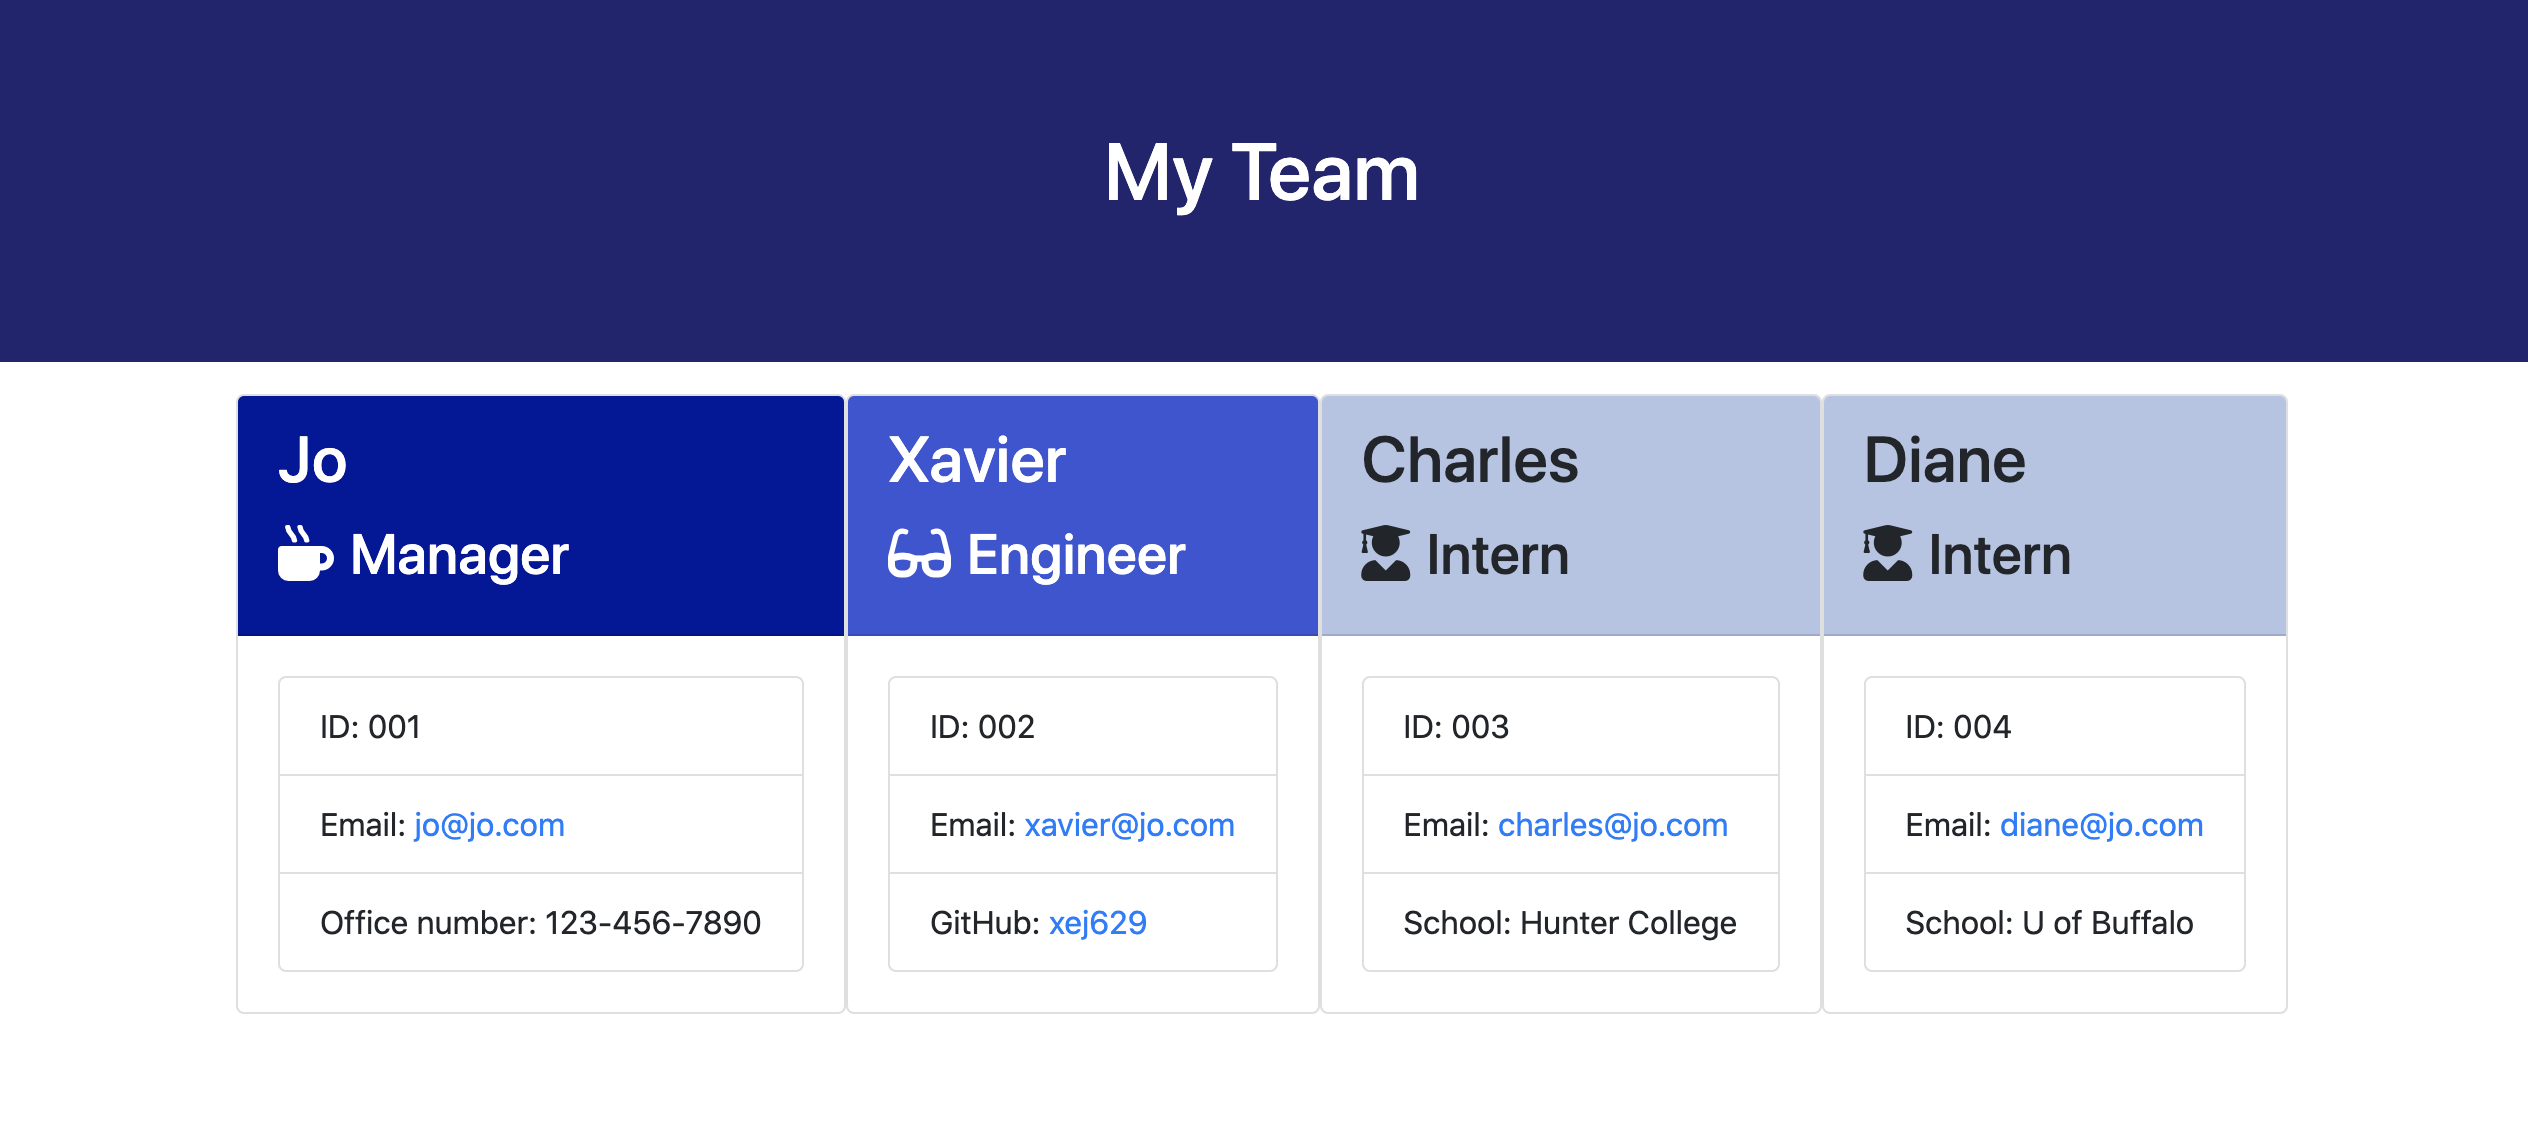 My Team
Jo
Manager
ID: 001
Email: jo@jo.com
Office number: 123-456-7890
Xavier
Engineer
ID: 002
Email: xavier@jo.com
GitHub: xej629
Charles
Intern
ID: 003
Email: charles@jo.com
School: Hunter College
Diane
Intern
ID: 004
Email: diane@jo.com
School: U of Buffalo